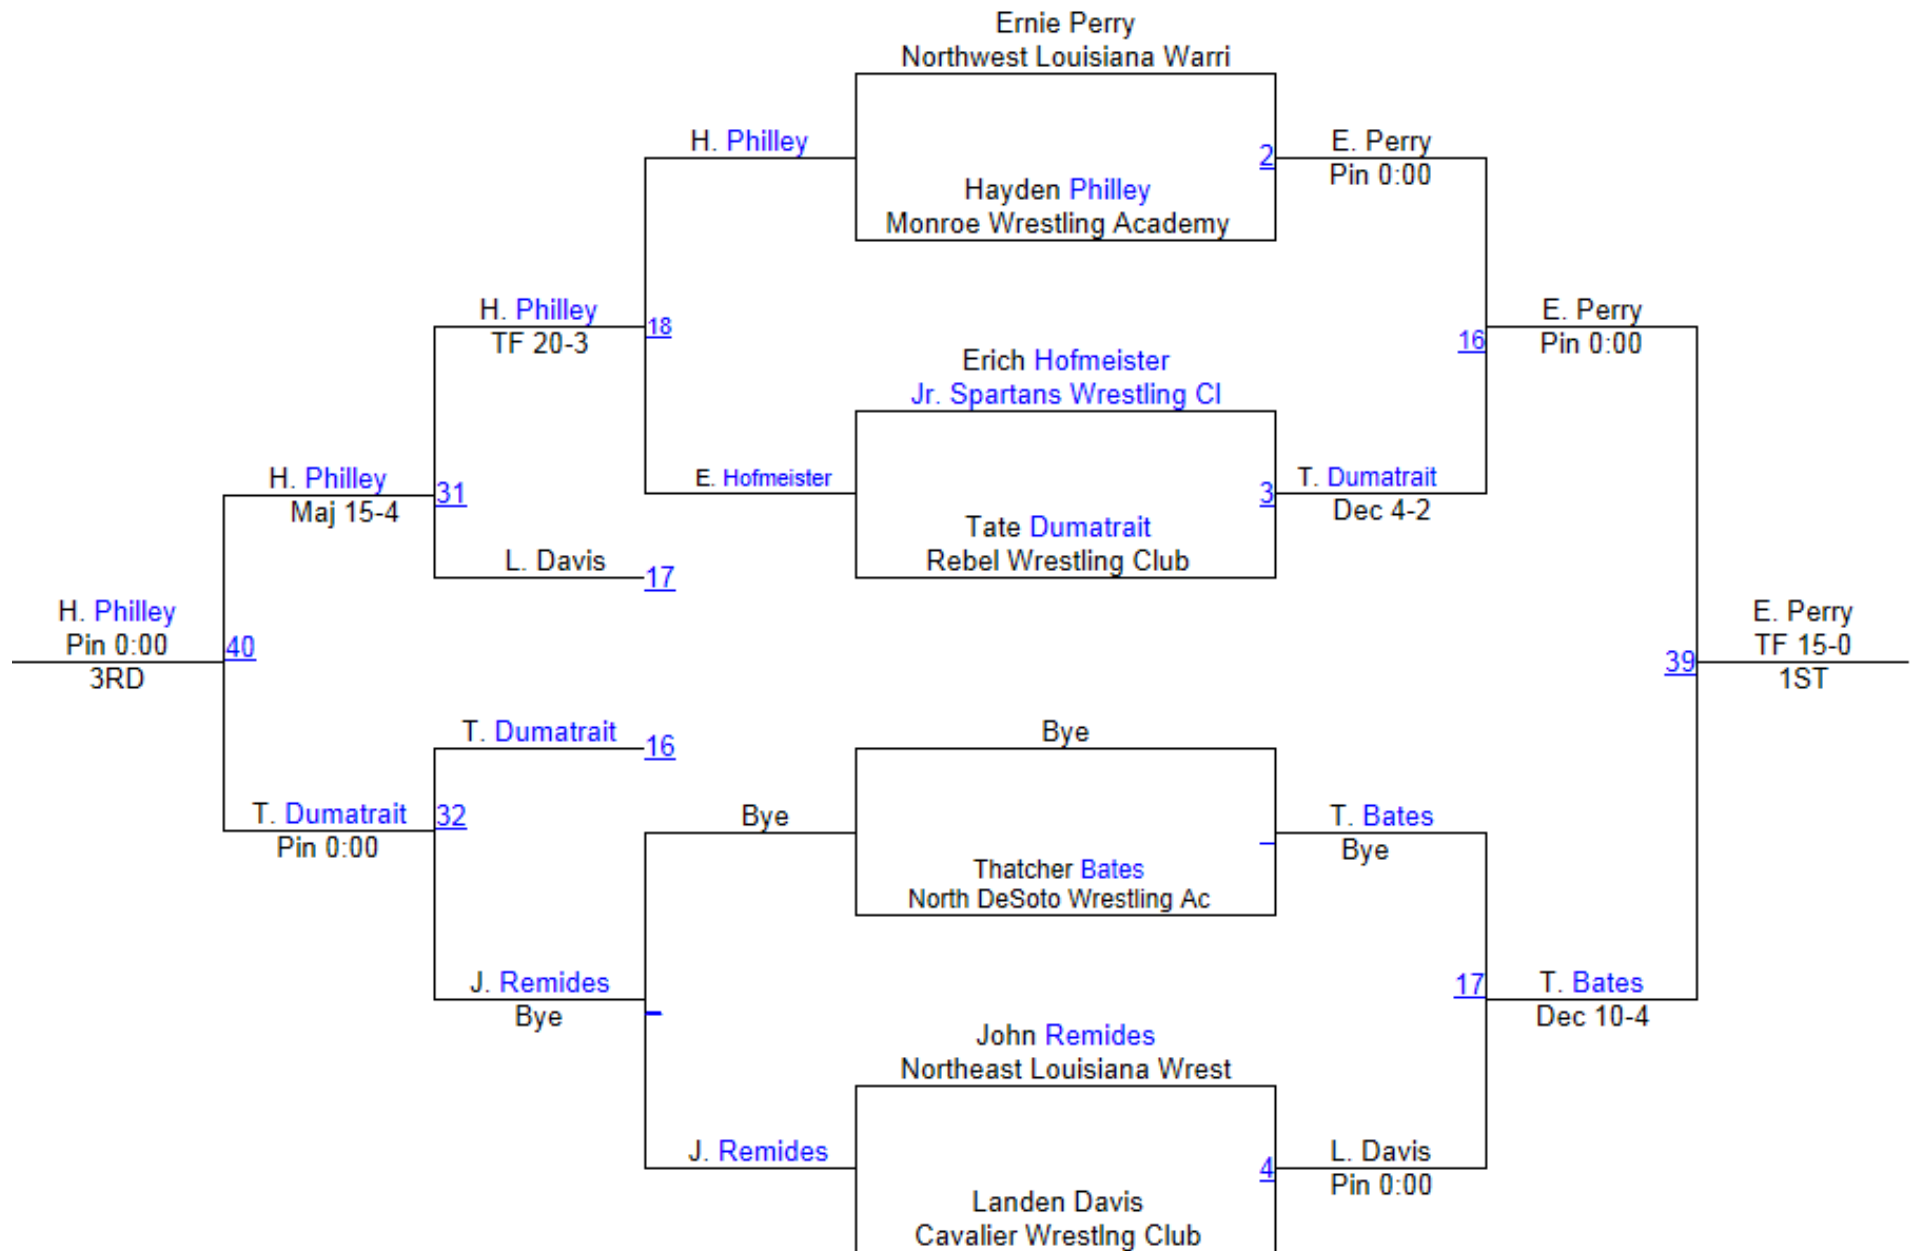 Ernie Perry
Northwest Louisiana Warri
H. Philley
2
E. Perry
Pin 0:00
Hayden Philley
Monroe Wrestling Academy
H. Philley
TF 20-3
18
E. Perry
Pin 0:00
16
Erich Hofmeister
Jr. Spartans Wrestling Cl
H. Philley
Maj 15-4
31
E. Hofmeister
3
T. Dumatrait
Dec 4-2
Tate Dumatrait
Rebel Wrestling Club
L. Davis
17
H. Philley
Pin 0:00
3RD
40
E. Perry
TF 15-0
1ST
39
T. Dumatrait
16
Bye
T. Dumatrait
Pin 0:00
32
Bye
T. Bates
Bye
Thatcher Bates
North DeSoto Wrestling Ac
J. Remides
Bye
17
T. Bates
Dec 10-4
John Remides
Northeast Louisiana Wrest
J. Remides
4
L. Davis
Pin 0:00
Landen Davis
Cavalier Wrestlng Club